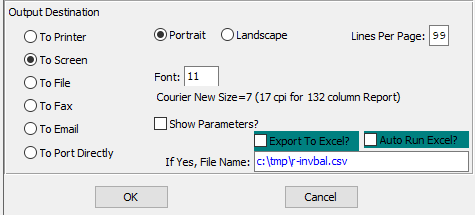 Output Destination
To Printer
Portrait
Landscape
Lines Per Page: 99
To Screen
To File
Font: 11
Courier New Size=7 (17 cpi for 132 column Report)
To Fax
To Email
Show Parameters?
Export To Excel?
Auto Run Excel?
To Port Directly
If Yes, File Name: c:\tmp\r-invbal.csv
OK
Cancel